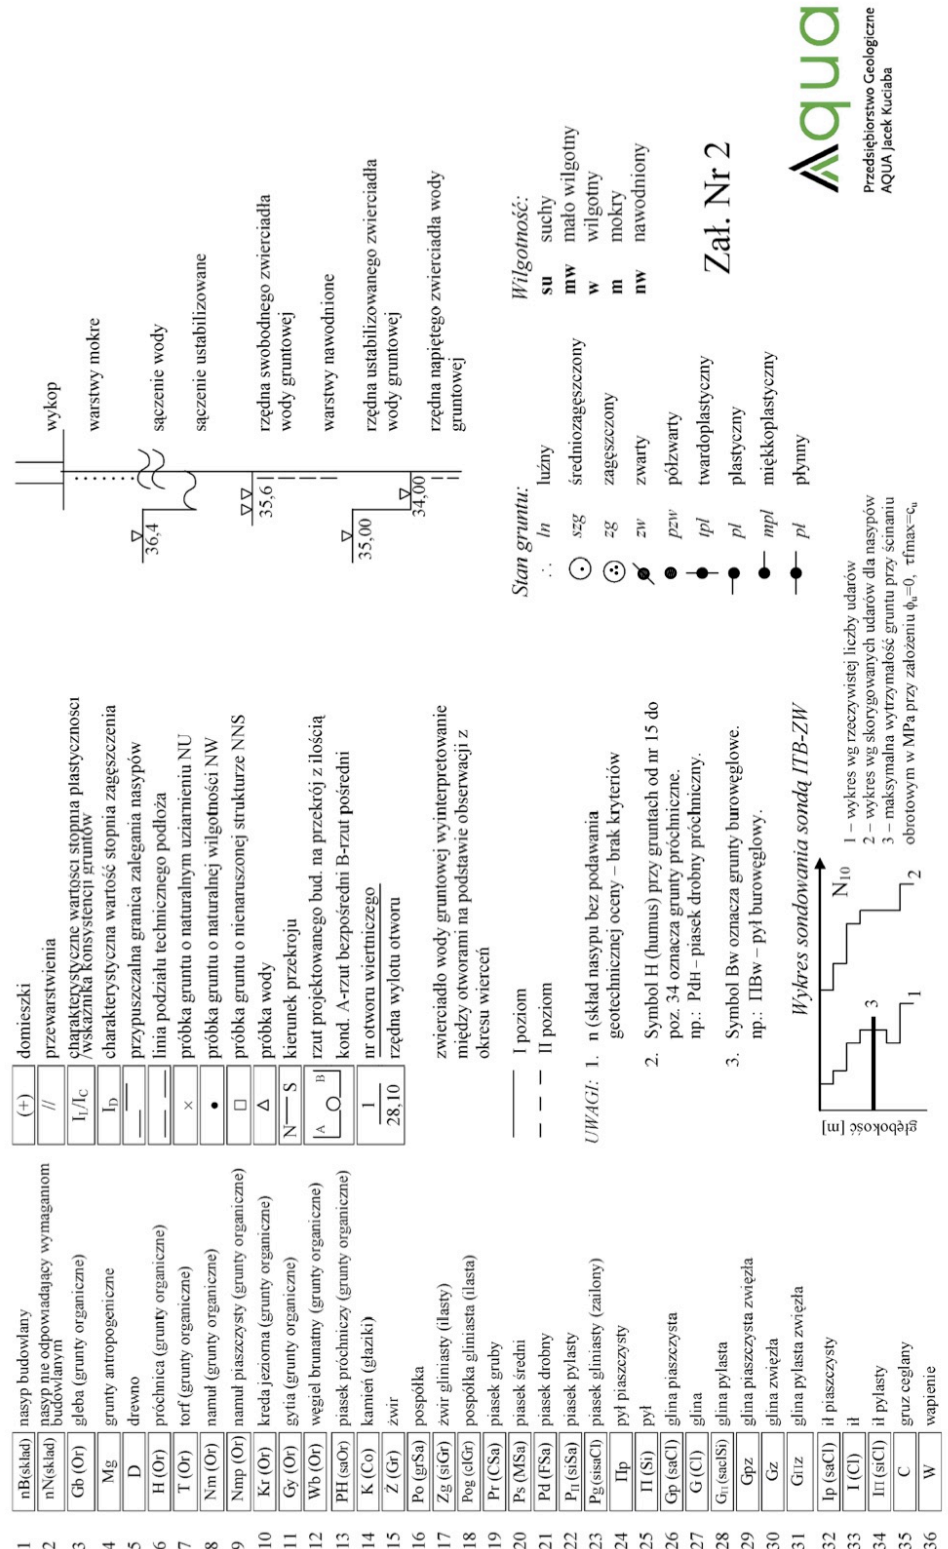 1 nB(skład) nasyp budowlany
2 nN(skład) nasyp nie odpowiadający wymaganiom
budowlanym
3 Gb (Or) gleba (grunty organiczne)
4 Mg grunty antropogeniczne
5 D drewno
6 H (Or) próchnica (grunty organiczne)
7 T (Or) torf (grunty organiczne)
8 Nm (Or) namuł (grunty organiczne)
9 Nmp (Or) namuł piaszczysty (grunty organiczne)
10 Kr (Or) kreda jeziorna (grunty organiczne)
11 Gy (Or) gytia (grunty organiczne)
12 Wb (Or) węgiel brunatny (grunty organiczne)
13 PH (saOr) piasek próchniczy (grunty organiczne)
14 K (Co) kamień (głaziki)
15 Ż (Gr) żwir
16 Po (grSa) pospółka
17 Zg (siGr) żwir gliniasty (ilasty)
18 Pog (clGr) pospółka gliniasta (ilasta)
19 Pr (CSa) piasek gruby
20 Ps (MSa) piasek średni
21 Pd (FSa) piasek drobny
22 PΠ (siSa) piasek pylasty
23 Pg(sisaCl) piasek gliniasty (zailony)
24 Πp pył piaszczysty
25 Π (Si) pył
26 Gp (saCl) glina piaszczysta
27 G (Cl) glina
28 GΠ (saclSi) glina pylasta
29 Gpz glina piaszczysta zwięzła
30 Gz glina zwięzła
31 GΠZ glina pylasta zwięzła
32 Ip (saCl) ił piaszczysty
33 I (Cl) ił
34 IΠ (siCl) ił pylasty
35 C gruz ceglany
36 W wapienie
(+) domieszki
// przewarstwienia
IL/IC charakterystyczne wartości stopnia plastyczności
/wskaźnika konsystencji gruntów
ID charakterystyczna wartość stopnia zagęszczenia
przypuszczalna granica zalegania nasypów
linia podziału technicznego podłoża
× próbka gruntu o naturalnym uziarnieniu NU
● próbka gruntu o naturalnej wilgotności NW
□ próbka gruntu o nienaruszonej strukturze NNS
Δ próbka wody
N — S kierunek przekroju
A B rzut projektowanego bud. na przekrój z ilością
kond. A-rzut bezpośredni B-rzut pośredni
1 nr otworu wiertniczego
28,10 rzędna wylotu otworu
zwierciadło wody gruntowej wyinterpretowane
między otworami na podstawie obserwacji z
okresu wierceń
I poziom
II poziom
UWAGI: 1. n (skład nasypu bez podawania
geotechnicznej oceny – brak kryteriów
2. Symbol H (humus) przy gruntach od nr 15 do
poz. 34 oznacza grunty próchniczne.
np.: PdH – piasek drobny próchniczny.
3. Symbol Bw oznacza grunty burowęglowe.
np.: ΠBw – pył burowęglowy.
Wykres sondowania sondą ITB-ZW
głębokość [m]
N10
3
1
2
1 – wykres wg rzeczywistej liczby udarów
2 – wykres wg skorygowanych udarów dla nasypów
3 – maksymalna wytrzymałość gruntu przy ścinaniu
obrotowym w MPa przy założeniu ϕu=0, τfmax=cu
wykop
warstwy mokre
36,4 sączenie wody
sączenie ustabilizowane
35,6 rzędna swobodnego zwierciadła
wody gruntowej
warstwy nawodnione
35,00 rzędna ustabilizowanego zwierciadła
wody gruntowej
34,00 rzędna napiętego zwierciadła wody
gruntowej
Stan gruntu:
ln luźny
szg średniozagęszczony
zg zagęszczony
zw zwarty
pzw półzwarty
tpl twardoplastyczny
pl plastyczny
mpl miękkoplastyczny
pl płynny
Wilgotność:
su suchy
mw mało wilgotny
w wilgotny
m mokry
nw nawodniony
Zał. Nr 2
Aqua
Przedsiębiorstwo Geologiczne
AQUA Jacek Kuciaba